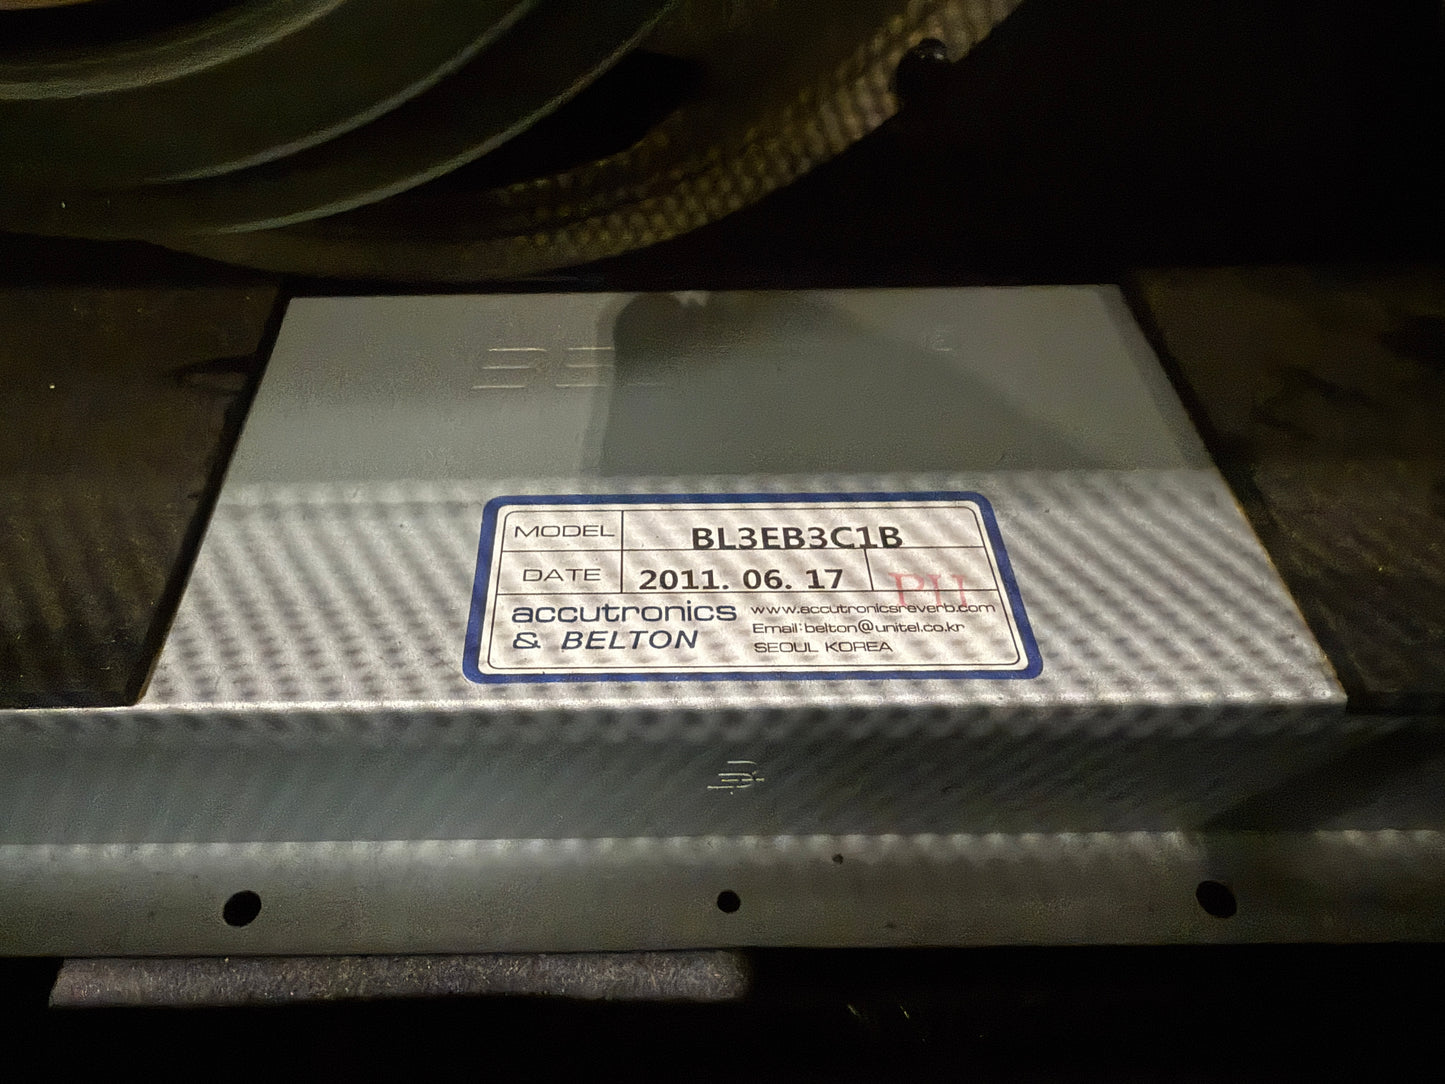 MODEL BL3EB3C1B
DATE 2011. 06. 17
accutronics
& BELTON
www.accutronicsreverb.com
Email:belton@unitel.co.kr
SEOUL KOREA